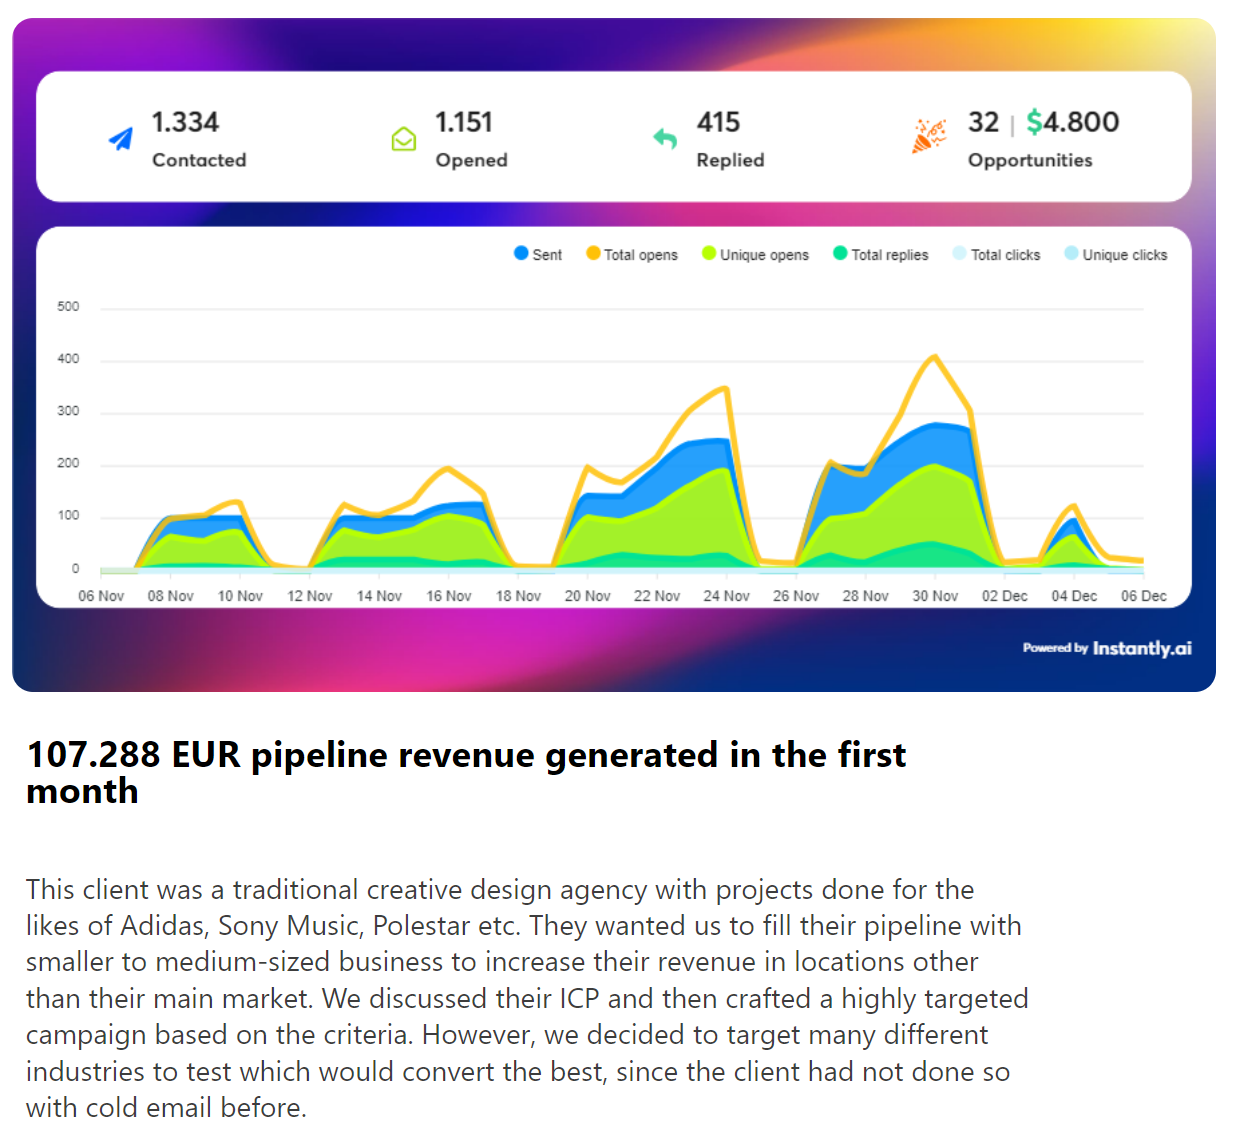 1.334
Contacted
1.151
Opened
415
Replied
32 | $4.800
Opportunities
Sent Total opens Unique opens Total replies Total clicks Unique clicks
500
400
300
200
100
0
06 Nov 08 Nov 10 Nov 12 Nov 14 Nov 16 Nov 18 Nov 20 Nov 22 Nov 24 Nov 26 Nov 28 Nov 30 Nov 02 Dec 04 Dec 06 Dec
Powered by Instantly.ai
107.288 EUR pipeline revenue generated in the first
month
This client was a traditional creative design agency with projects done for the
likes of Adidas, Sony Music, Polestar etc. They wanted us to fill their pipeline with
smaller to medium-sized business to increase their revenue in locations other
than their main market. We discussed their ICP and then crafted a highly targeted
campaign based on the criteria. However, we decided to target many different
industries to test which would convert the best, since the client had not done so
with cold email before.